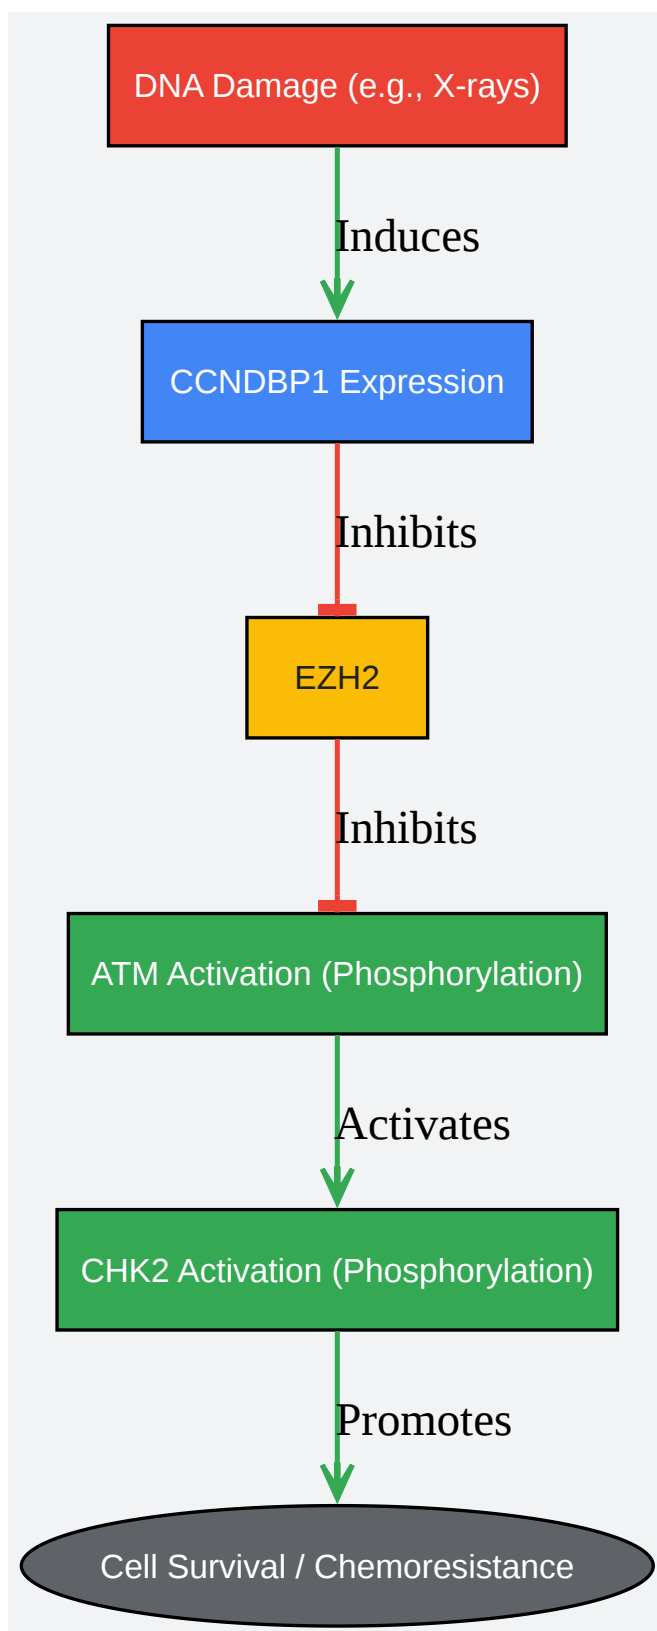 DNA Damage (e.g., X-rays)
Induces
CCNDBP1 Expression
Inhibits
EZH2
Inhibits
ATM Activation (Phosphorylation)
Activates
CHK2 Activation (Phosphorylation)
Promotes
Cell Survival / Chemoresistance